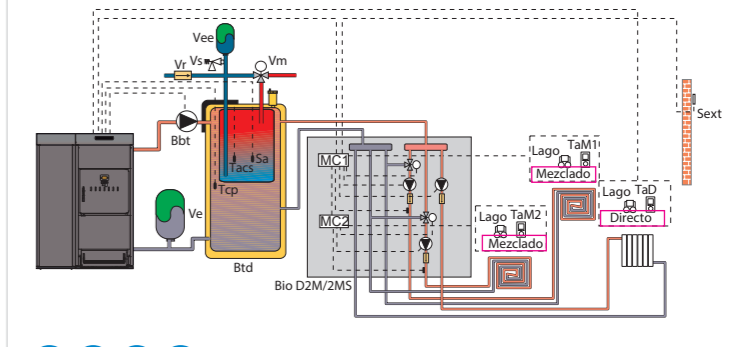 Vee
Vs
Vr
Vm
Sext
Bbt
MC1
Lago TaM1
Mezclado
Tacs
Sa
Tcp
Lago TaD
Directo
Ve
MC2
Lago TaM2
Mezclado
Btd
Bio D2M/2MS